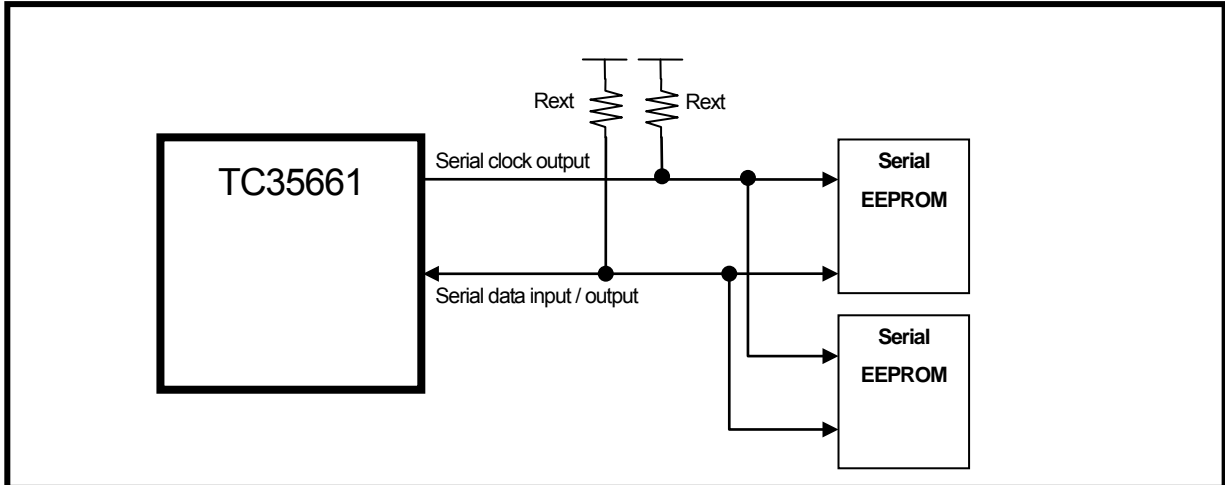 Rext Rext
TC35661
Serial clock output
Serial
EEPROM
Serial data input / output
Serial
EEPROM